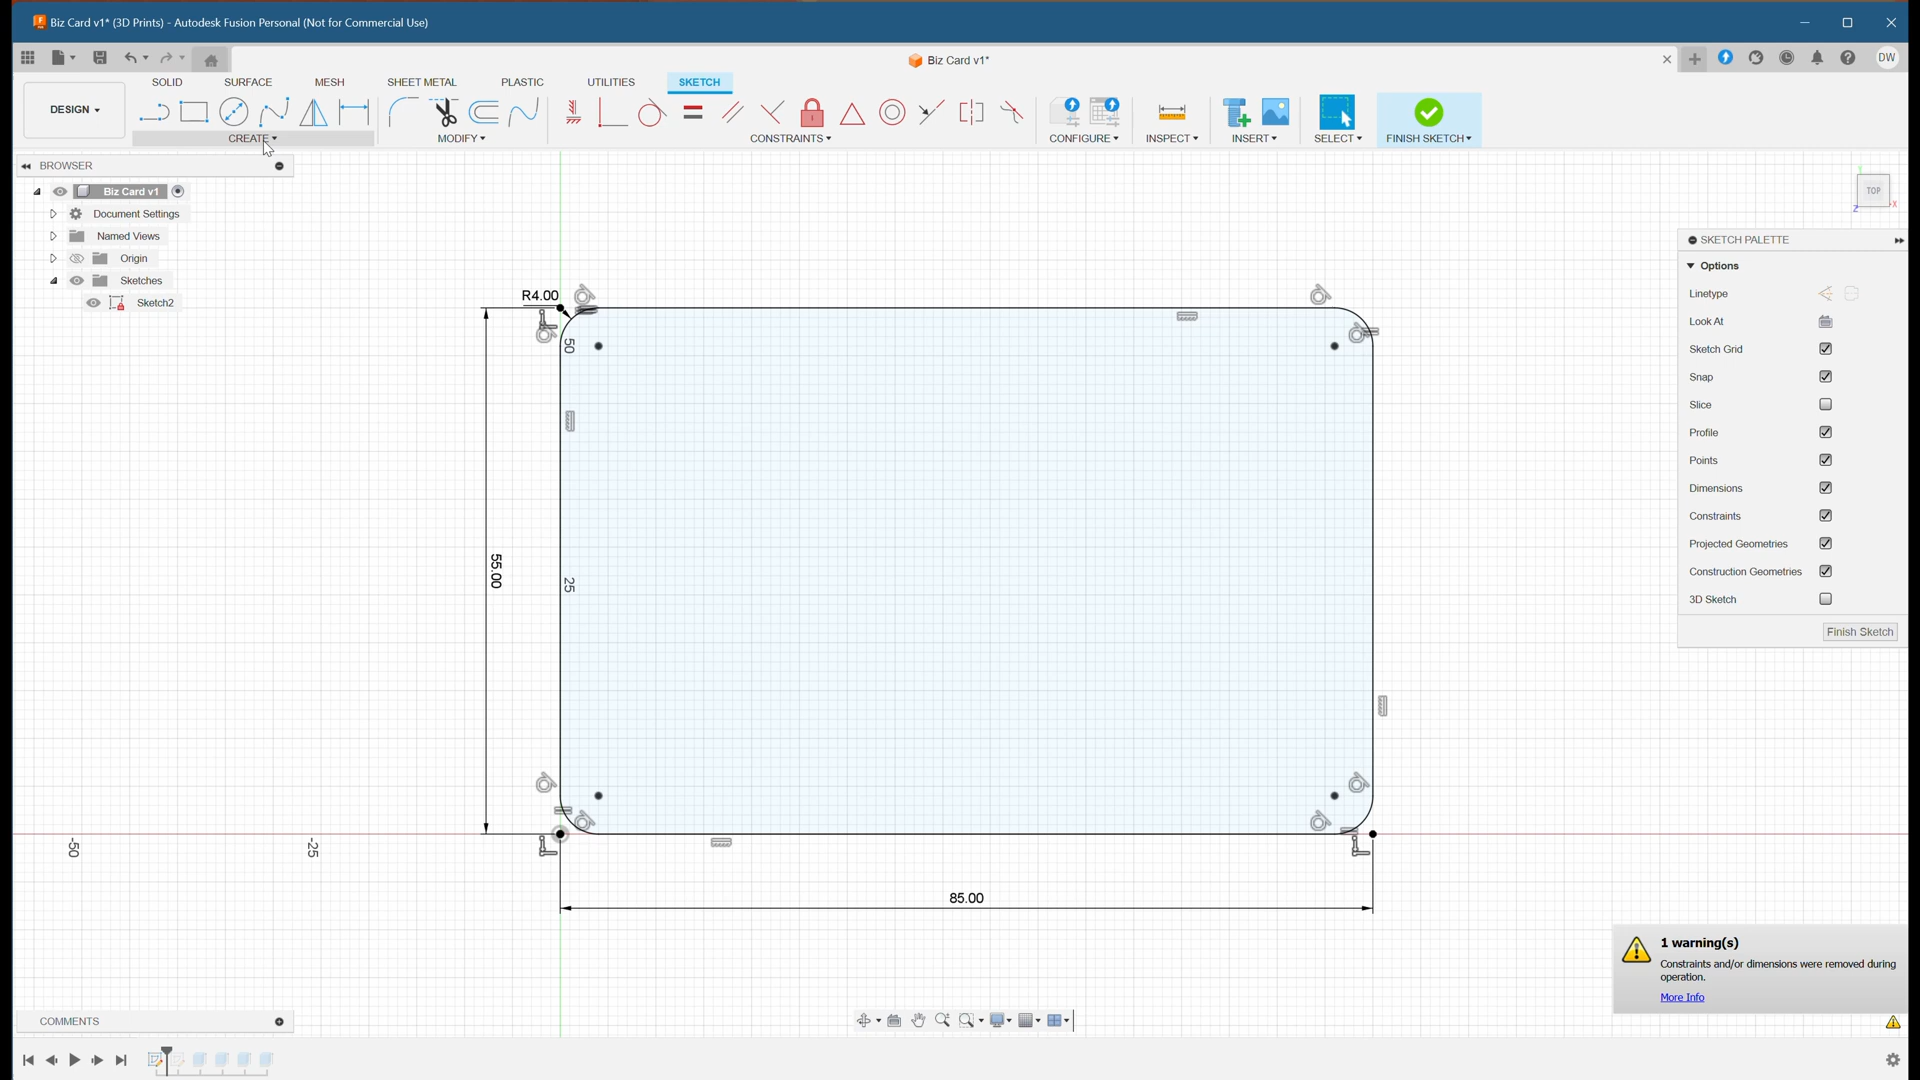 Biz Card v1* (3D Prints) - Autodesk Fusion Personal (Not for Commercial Use)
Biz Card v1*
DW
SOLID SURFACE MESH SHEET METAL PLASTIC UTILITIES SKETCH
DESIGN
CREATE MODIFY CONSTRAINTS CONFIGURE INSPECT INSERT SELECT FINISH SKETCH
BROWSER
Biz Card v1
Document Settings
Named Views
Origin
Sketches
Sketch2
TOP
X
Z
SKETCH PALETTE
Options
Linetype
Look At
Sketch Grid
Snap
Slice
Profile
Points
Dimensions
Constraints
Projected Geometries
Construction Geometries
3D Sketch
Finish Sketch
R4.00
50
55.00
25
-50
-25
85.00
1 warning(s)
Constraints and/or dimensions were removed during
operation.
More Info
COMMENTS